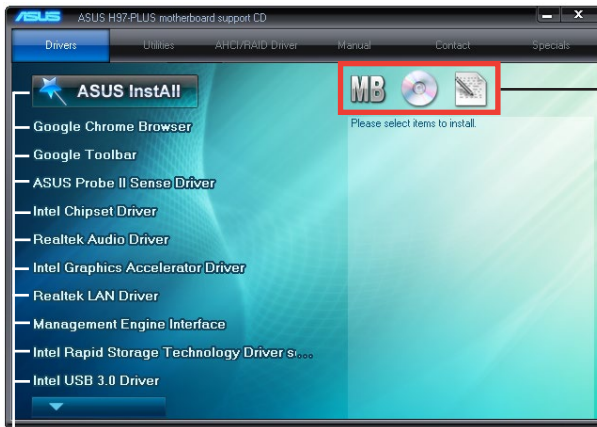 ASUS ASUS H97-PLUS motherboard support CD
Drivers Utilities AHCI/RAID Driver Manual Contact Specials
ASUS InstAll
MB
Google Chrome Browser
Please select items to install.
Google Toolbar
ASUS Probe II Sense Driver
Intel Chipset Driver
Realtek Audio Driver
Intel Graphics Accelerator Driver
Realtek LAN Driver
Management Engine Interface
Intel Rapid Storage Technology Driver s...
Intel USB 3.0 Driver